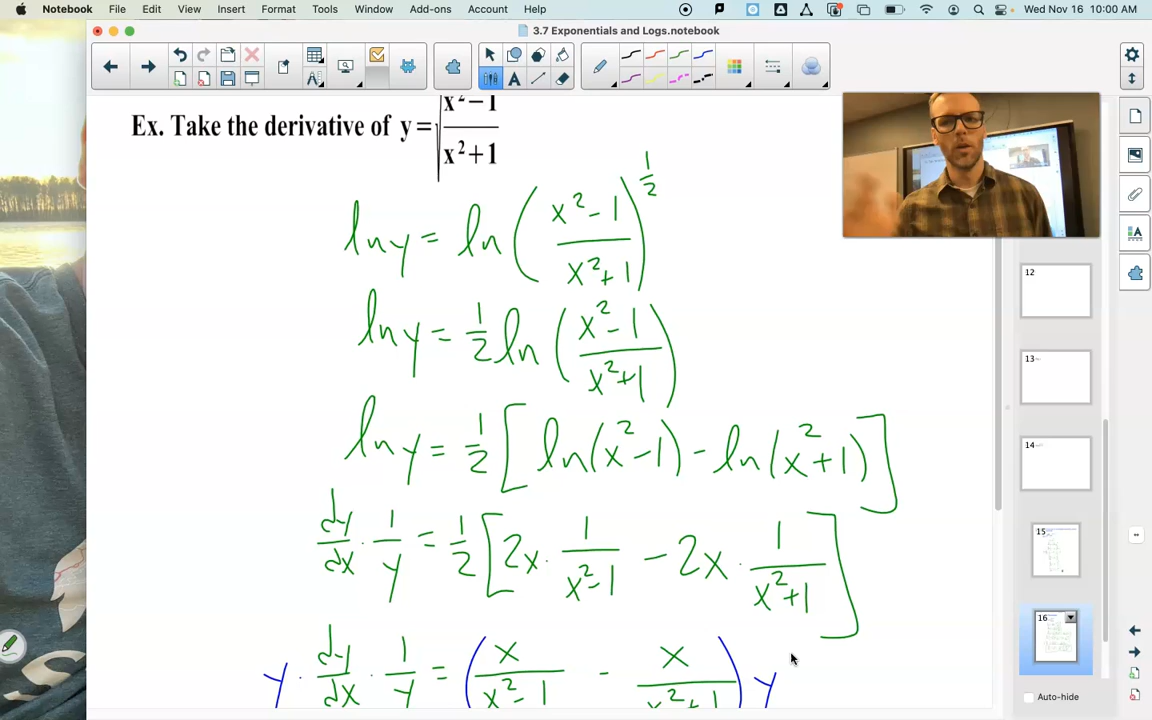 Notebook File Edit View Insert Format Tools Window Add-ons Account Help Wed Nov 16 10:00 AM
3.7 Exponentials and Logs.notebook
Ex. Take the derivative of y = √((x²−1)/(x²+1))
ln y = ln((x²−1)/(x²+1))^(1/2)
ln y = 1/2 ln((x²−1)/(x²+1))
ln y = 1/2 [ln(x²−1) − ln(x²+1)]
dy/dx · 1/y = 1/2 [2x · 1/(x²−1) − 2x · 1/(x²+1)]
y · dy/dx · 1/y = (x/(x²−1) − x/(x²+1)) y
12
13
14
15
16
Auto-hide